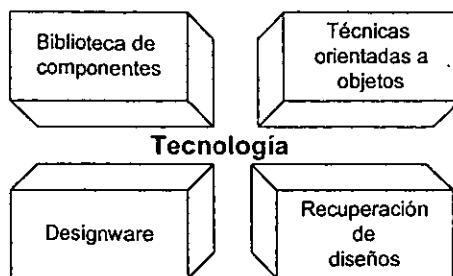 Biblioteca de
componentes
Técnicas
orientadas a
objetos
Tecnología
Designware
Recuperación
de
diseños